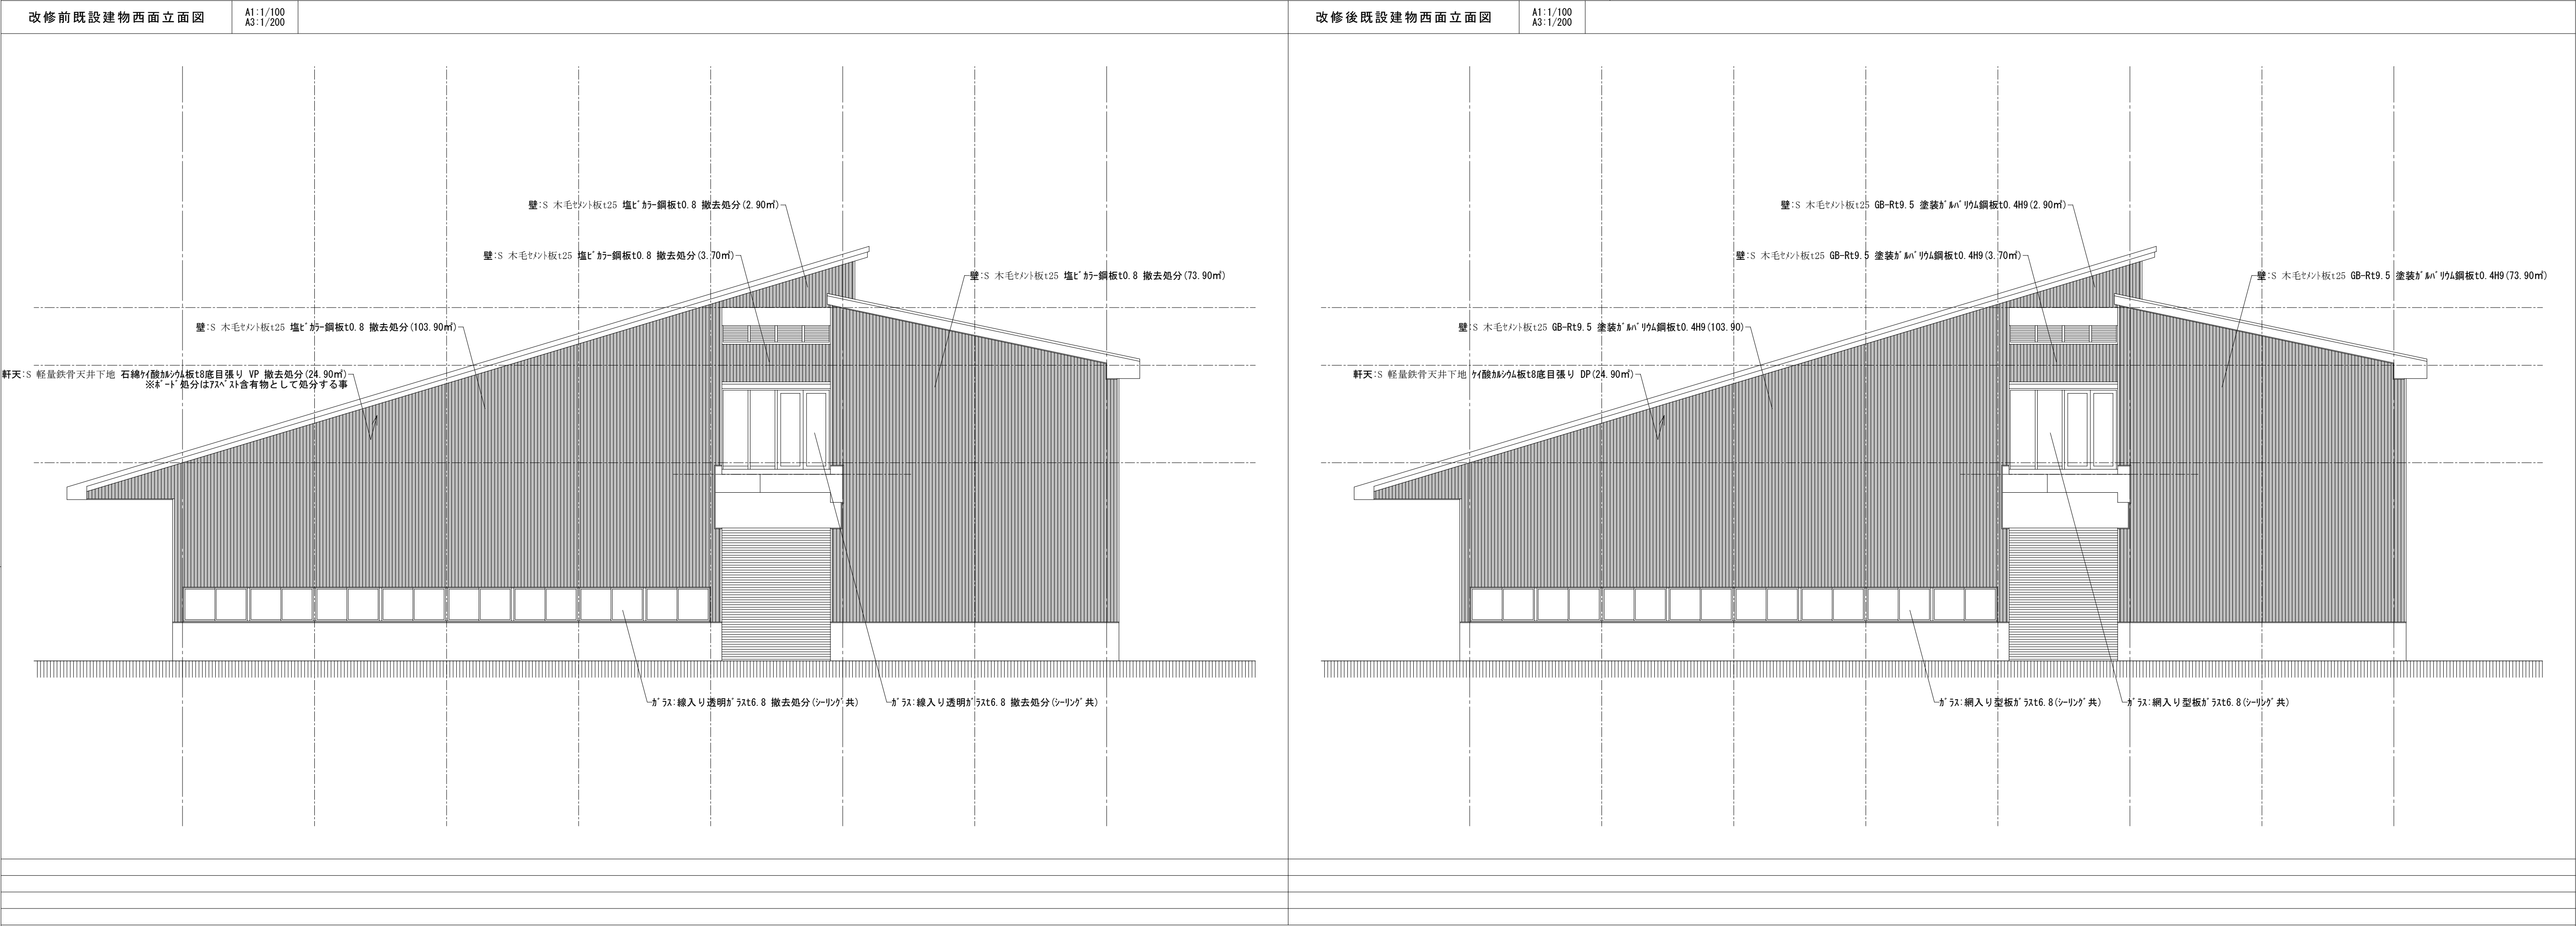 改修前既設建物西面立面図
A1:1/100
A3:1/200
壁:S 木毛ｾﾒﾝﾄ板t25 塩ﾋﾞｶﾗｰ鋼板t0.8 撤去処分(2.90㎡)
壁:S 木毛ｾﾒﾝﾄ板t25 塩ﾋﾞｶﾗｰ鋼板t0.8 撤去処分(3.70㎡)
壁:S 木毛ｾﾒﾝﾄ板t25 塩ﾋﾞｶﾗｰ鋼板t0.8 撤去処分(73.90㎡)
壁:S 木毛ｾﾒﾝﾄ板t25 塩ﾋﾞｶﾗｰ鋼板t0.8 撤去処分(103.90㎡)
軒天:S 軽量鉄骨天井下地 石綿ｹｲ酸ｶﾙｼｳﾑ板t8底目張り VP 撤去処分(24.90㎡)
※ﾎﾞｰﾄﾞ処分はｱｽﾍﾞｽﾄ含有物として処分する事
ｶﾞﾗｽ:線入り透明ｶﾞﾗｽt6.8 撤去処分(ｼｰﾘﾝｸﾞ共)
ｶﾞﾗｽ:線入り透明ｶﾞﾗｽt6.8 撤去処分(ｼｰﾘﾝｸﾞ共)
改修後既設建物西面立面図
A1:1/100
A3:1/200
壁:S 木毛ｾﾒﾝﾄ板t25 GB-Rt9.5 塗装ｶﾞﾙﾊﾞﾘｳﾑ鋼板t0.4H9(2.90㎡)
壁:S 木毛ｾﾒﾝﾄ板t25 GB-Rt9.5 塗装ｶﾞﾙﾊﾞﾘｳﾑ鋼板t0.4H9(3.70㎡)
壁:S 木毛ｾﾒﾝﾄ板t25 GB-Rt9.5 塗装ｶﾞﾙﾊﾞﾘｳﾑ鋼板t0.4H9(73.90㎡)
壁:S 木毛ｾﾒﾝﾄ板t25 GB-Rt9.5 塗装ｶﾞﾙﾊﾞﾘｳﾑ鋼板t0.4H9(103.90)
軒天:S 軽量鉄骨天井下地 ｹｲ酸ｶﾙｼｳﾑ板t8底目張り DP(24.90㎡)
ｶﾞﾗｽ:網入り型板ｶﾞﾗｽt6.8(ｼｰﾘﾝｸﾞ共)
ｶﾞﾗｽ:網入り型板ｶﾞﾗｽt6.8(ｼｰﾘﾝｸﾞ共)